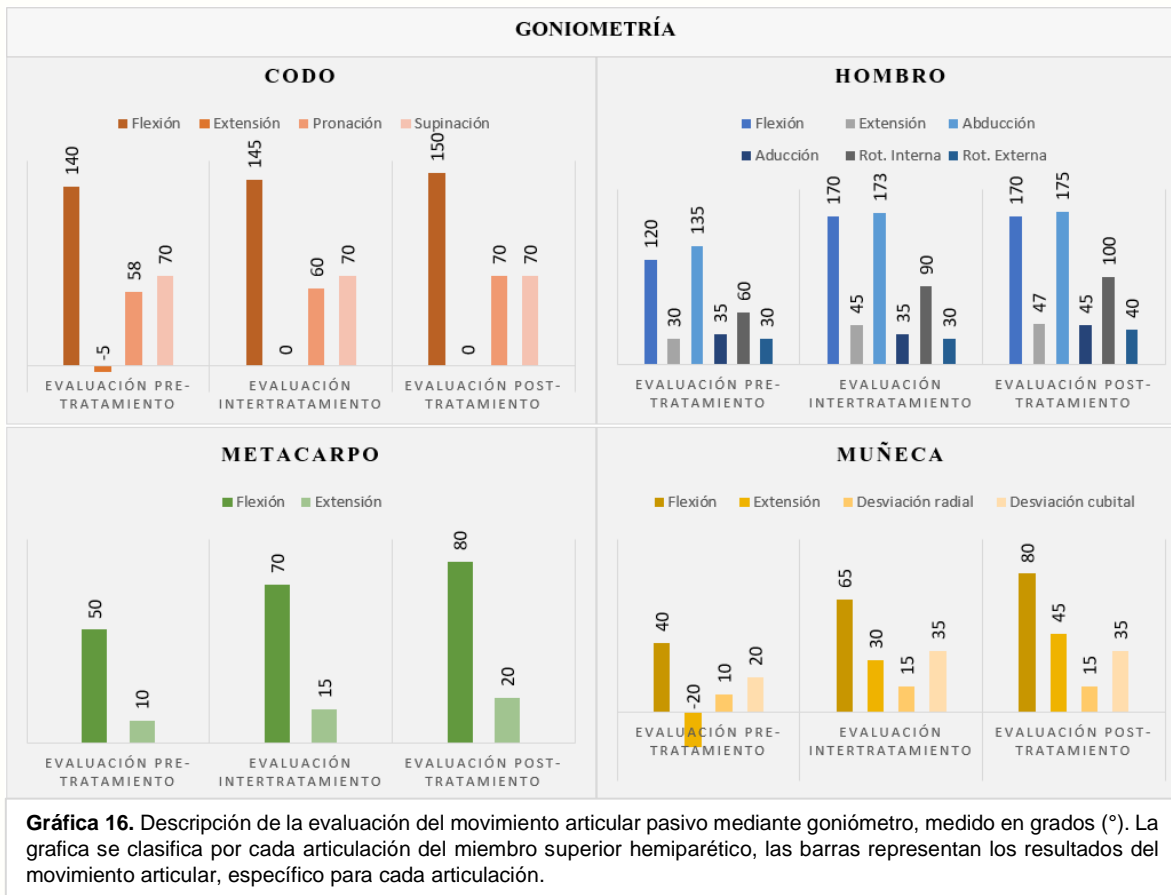 GONIOMETRÍA
CODO
Flexión Extensión Pronación Supinación
140 -5 58 70
145 0 60 70
150 0 70 70
EVALUACIÓN PRE-TRATAMIENTO
EVALUACIÓN INTERTRATAMIENTO
EVALUACIÓN POST-TRATAMIENTO
HOMBRO
Flexión Extensión Abducción
Aducción Rot. Interna Rot. Externa
120 30 135 35 60 30
170 45 173 35 90 30
170 47 175 45 100 40
EVALUACIÓN PRE-TRATAMIENTO
EVALUACIÓN INTERTRATAMIENTO
EVALUACIÓN POST-TRATAMIENTO
METACARPO
Flexión Extensión
50 10
70 15
80 20
EVALUACIÓN PRE-TRATAMIENTO
EVALUACIÓN INTERTRATAMIENTO
EVALUACIÓN POST-TRATAMIENTO
MUÑECA
Flexión Extensión Desviación radial Desviación cubital
40 -20 10 20
65 30 15 35
80 45 15 35
EVALUACIÓN PRE-TRATAMIENTO
EVALUACIÓN INTERTRATAMIENTO
EVALUACIÓN POST-TRATAMIENTO
Gráfica 16. Descripción de la evaluación del movimiento articular pasivo mediante goniómetro, medido en grados (°). La
grafica se clasifica por cada articulación del miembro superior hemiparético, las barras representan los resultados del
movimiento articular, específico para cada articulación.